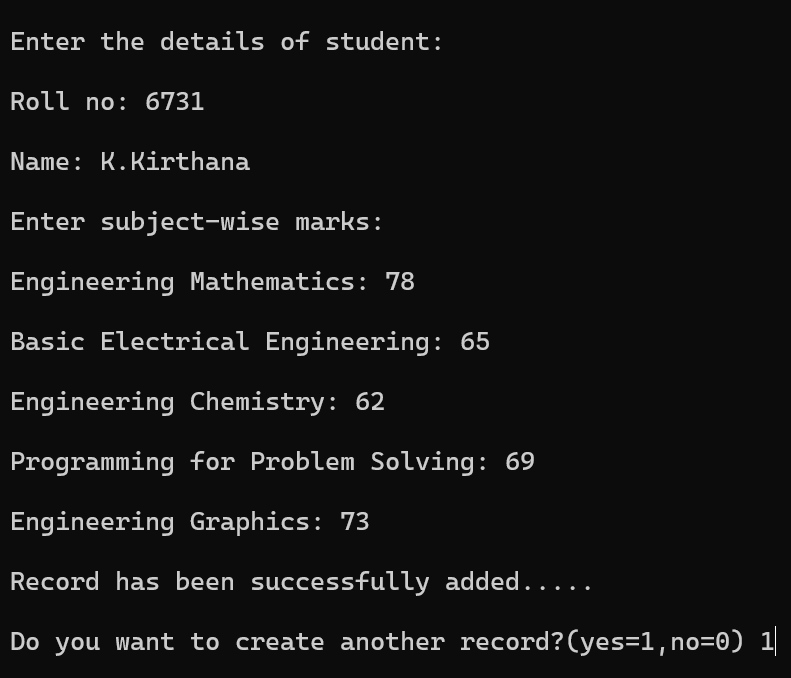 Enter the details of student:
Roll no: 6731
Name: K.Kirthana
Enter subject-wise marks:
Engineering Mathematics: 78
Basic Electrical Engineering: 65
Engineering Chemistry: 62
Programming for Problem Solving: 69
Engineering Graphics: 73
Record has been successfully added.....
Do you want to create another record?(yes=1,no=0) 1